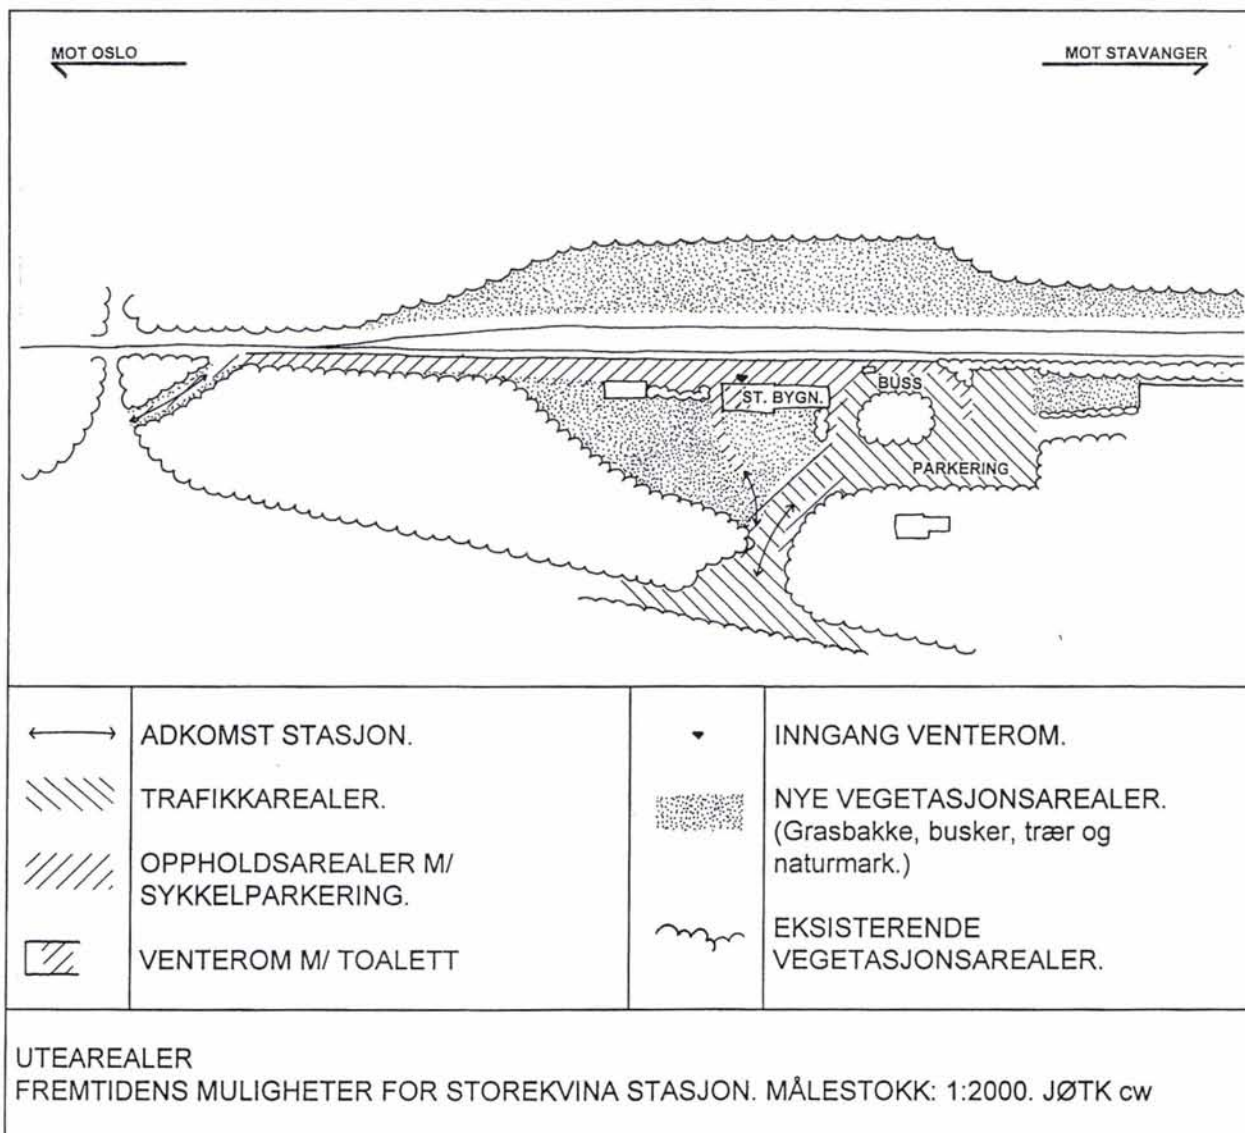 MOT OSLO
MOT STAVANGER
BUSS
ST. BYGN.
PARKERING
ADKOMST STASJON.
TRAFIKKAREALER.
OPPHOLDSAREALER M/
SYKKELPARKERING.
VENTEROM M/ TOALETT
INNGANG VENTEROM.
NYE VEGETASJONSAREALER.
(Grasbakke, busker, trær og
naturmark.)
EKSISTERENDE
VEGETASJONSAREALER.
UTEAREALER
FREMTIDENS MULIGHETER FOR STOREKVINA STASJON. MÅLESTOKK: 1:2000. JØTK cw